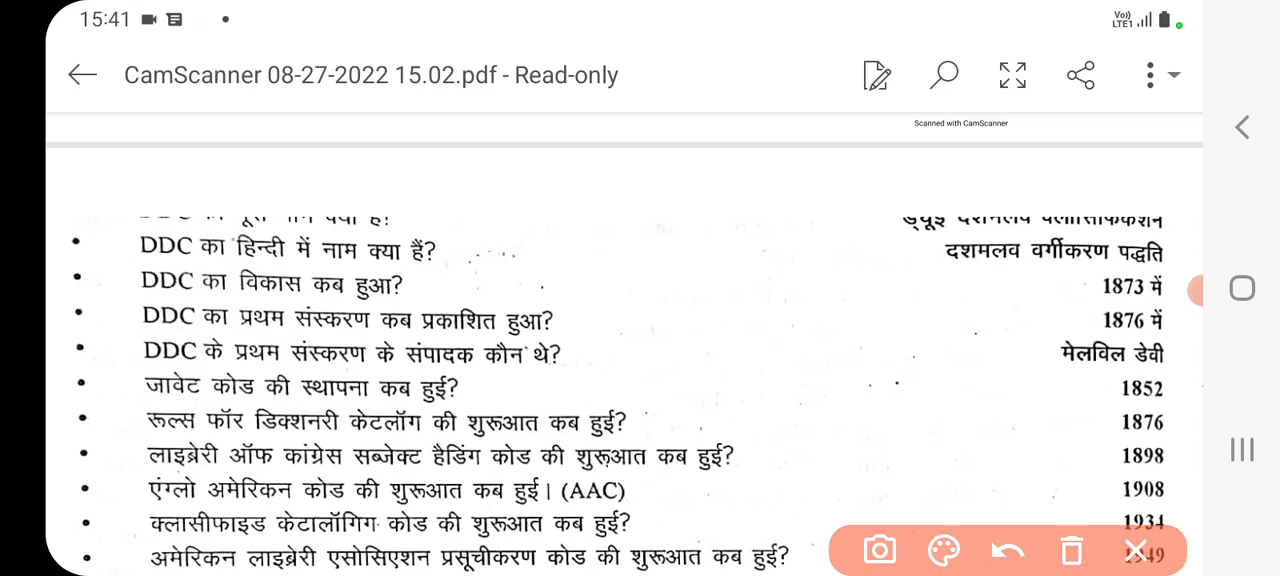 15:41
Vo)) LTE1
CamScanner 08-27-2022 15.02.pdf - Read-only
Scanned with CamScanner
• DDC का हिन्दी में नाम क्या हैं? दशमलव वर्गीकरण पद्धति
• DDC का विकास कब हुआ? 1873 में
• DDC का प्रथम संस्करण कब प्रकाशित हुआ? 1876 में
• DDC के प्रथम संस्करण के संपादक कौन थे? मेलविल डेवी
• जावेट कोड की स्थापना कब हुई? 1852
• रूल्स फॉर डिक्शनरी केटलॉग की शुरूआत कब हुई? 1876
• लाइब्रेरी ऑफ कांग्रेस सब्जेक्ट हैडिंग कोड की शुरूआत कब हुई? 1898
• एंग्लो अमेरिकन कोड की शुरूआत कब हुई। (AAC) 1908
• क्लासीफाइड केटालॉगिग कोड की शुरूआत कब हुई? 1934
• अमेरिकन लाइब्रेरी एसोसिएशन प्रसूचीकरण कोड की शुरूआत कब हुई?